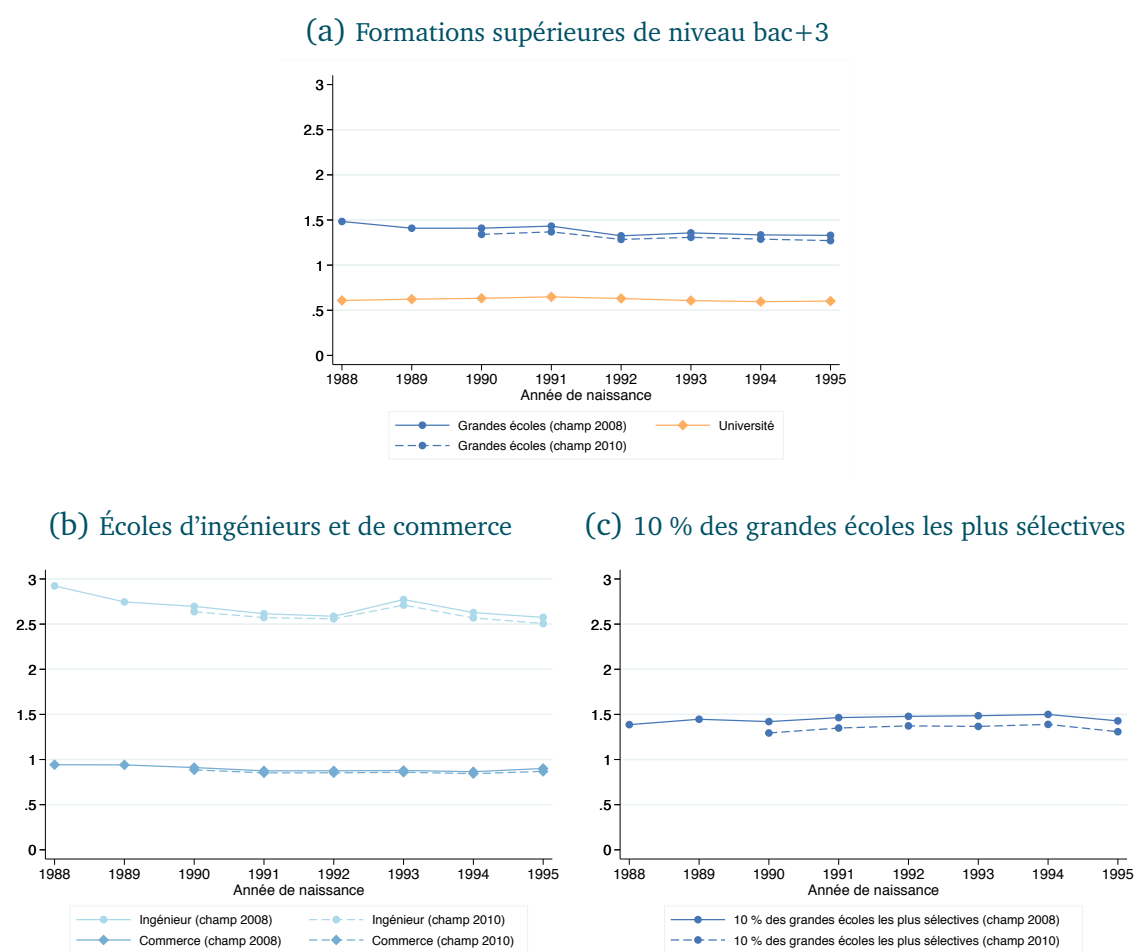 (a) Formations supérieures de niveau bac+3
3
2.5
2
1.5
1
.5
0
1988 1989 1990 1991 1992 1993 1994 1995
Année de naissance
Grandes écoles (champ 2008) Université
Grandes écoles (champ 2010)
(b) Écoles d'ingénieurs et de commerce
3
2.5
2
1.5
1
.5
0
1988 1989 1990 1991 1992 1993 1994 1995
Année de naissance
Ingénieur (champ 2008) Ingénieur (champ 2010)
Commerce (champ 2008) Commerce (champ 2010)
(c) 10 % des grandes écoles les plus sélectives
3
2.5
2
1.5
1
.5
0
1988 1989 1990 1991 1992 1993 1994 1995
Année de naissance
10 % des grandes écoles les plus sélectives (champ 2008)
10 % des grandes écoles les plus sélectives (champ 2010)